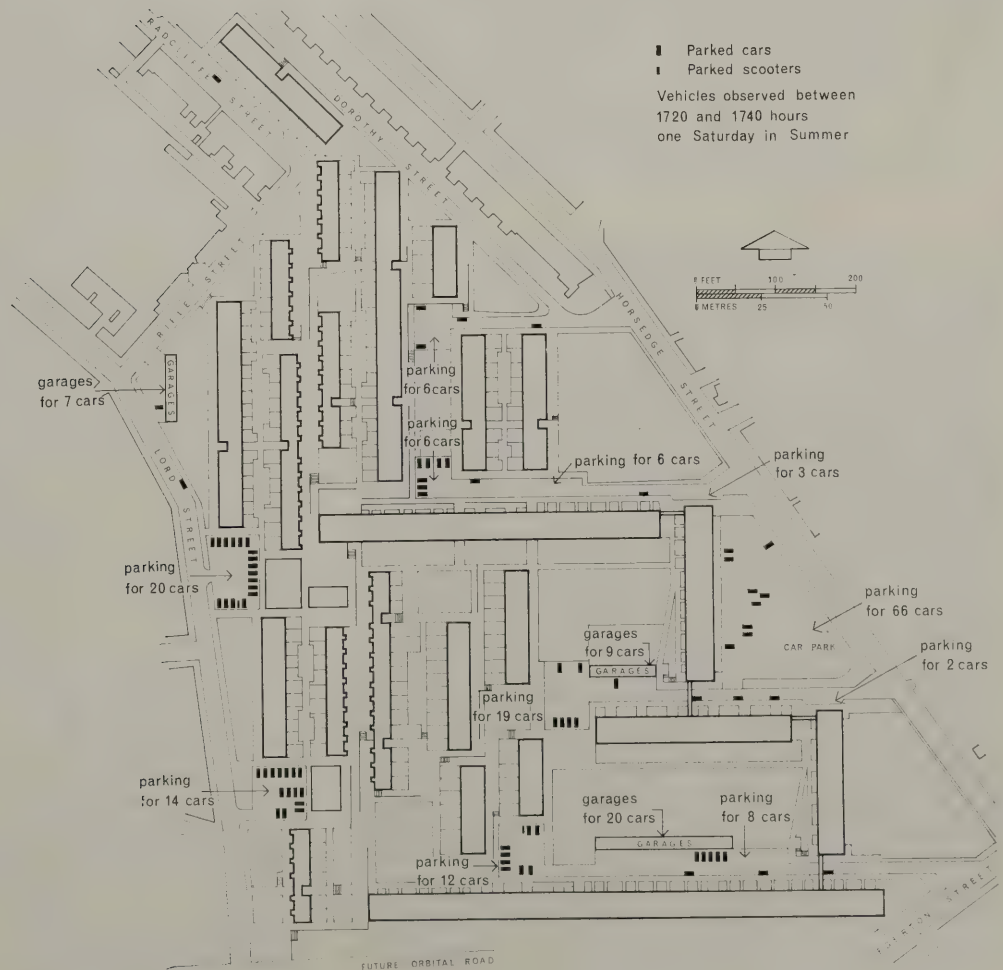 Parked cars
Parked scooters
Vehicles observed between
1720 and 1740 hours
one Saturday in Summer
RADCLIFFE STREET
DOROTHY STREET
HORSEDGE STREET
0 FEET 100 200
0 METRES 25 50
STREET
GARAGES
garages
for 7 cars
LORD STREET
parking
for 6 cars
parking
for 6 cars
parking for 6 cars
parking
for 3 cars
parking
for 20 cars
parking
for 66 cars
CAR PARK
garages
for 9 cars
GARAGES
parking
for 2 cars
parking
for 19 cars
parking
for 14 cars
garages
for 20 cars
GARAGES
parking
for 8 cars
parking
for 12 cars
EGERTON STREET
FUTURE ORBITAL ROAD